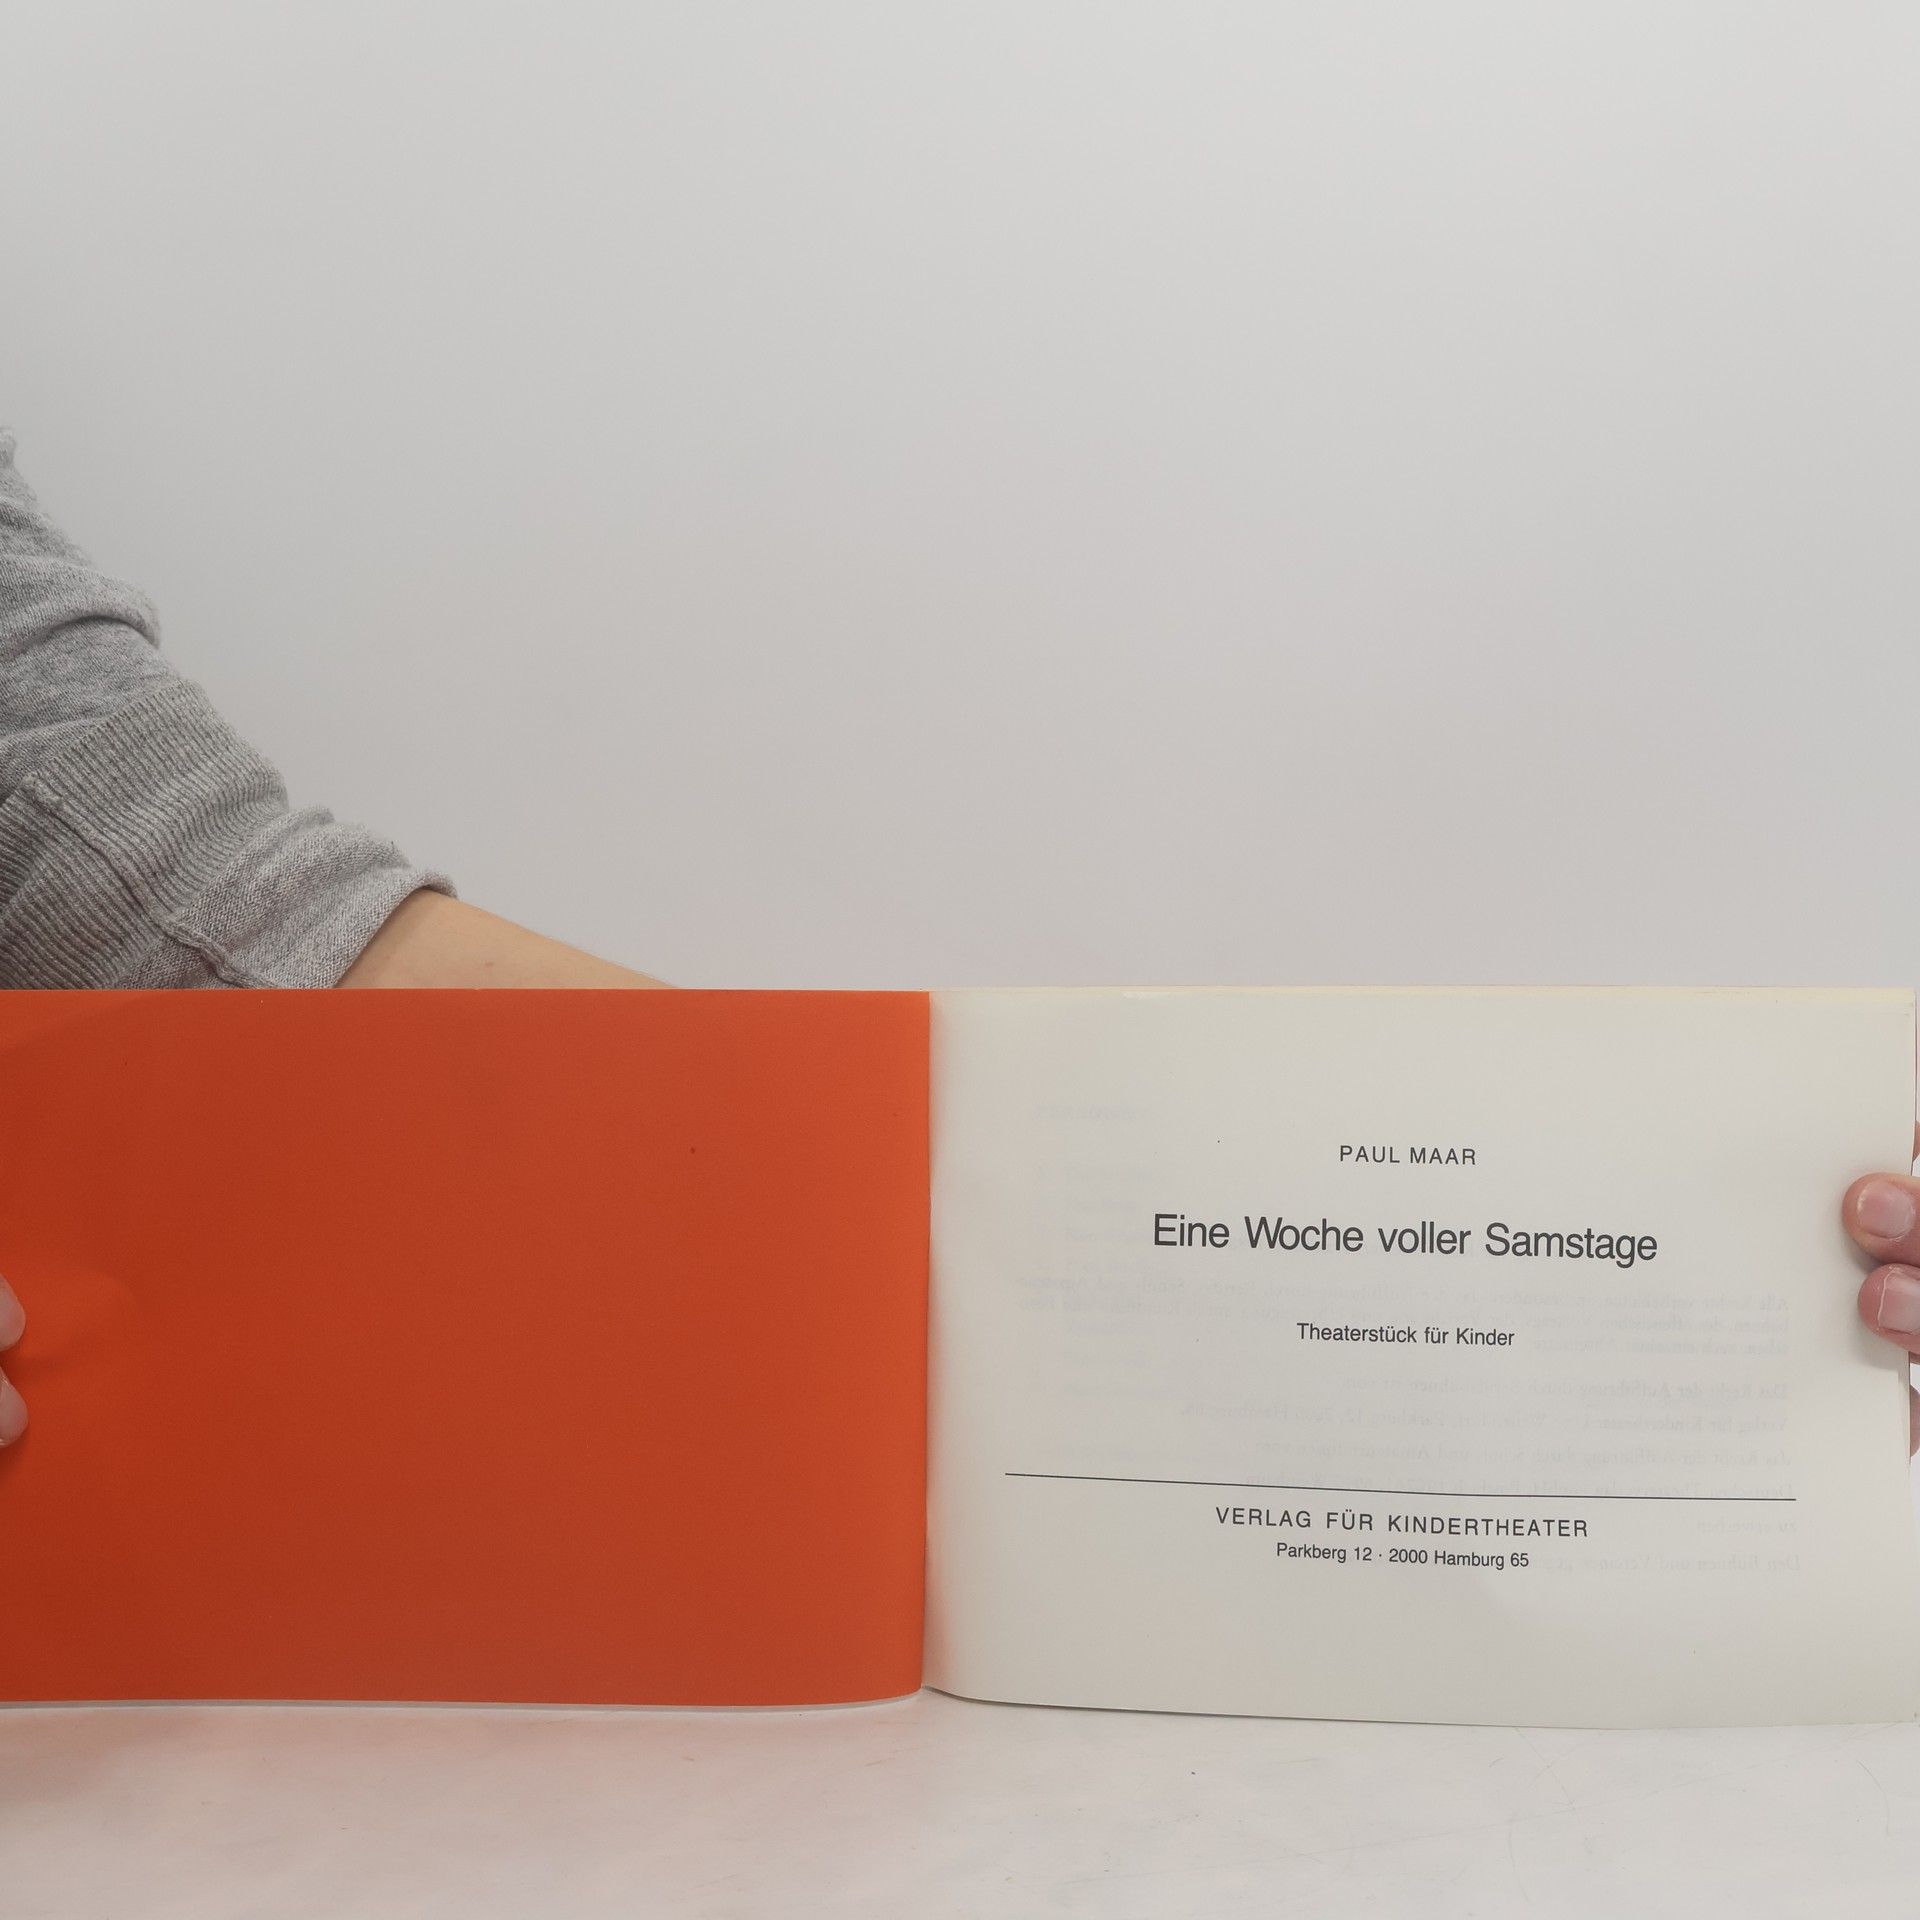 PAUL MAAR
Eine Woche voller Samstage
Theaterstück für Kinder
VERLAG FÜR KINDERTHEATER
Parkberg 12 · 2000 Hamburg 65